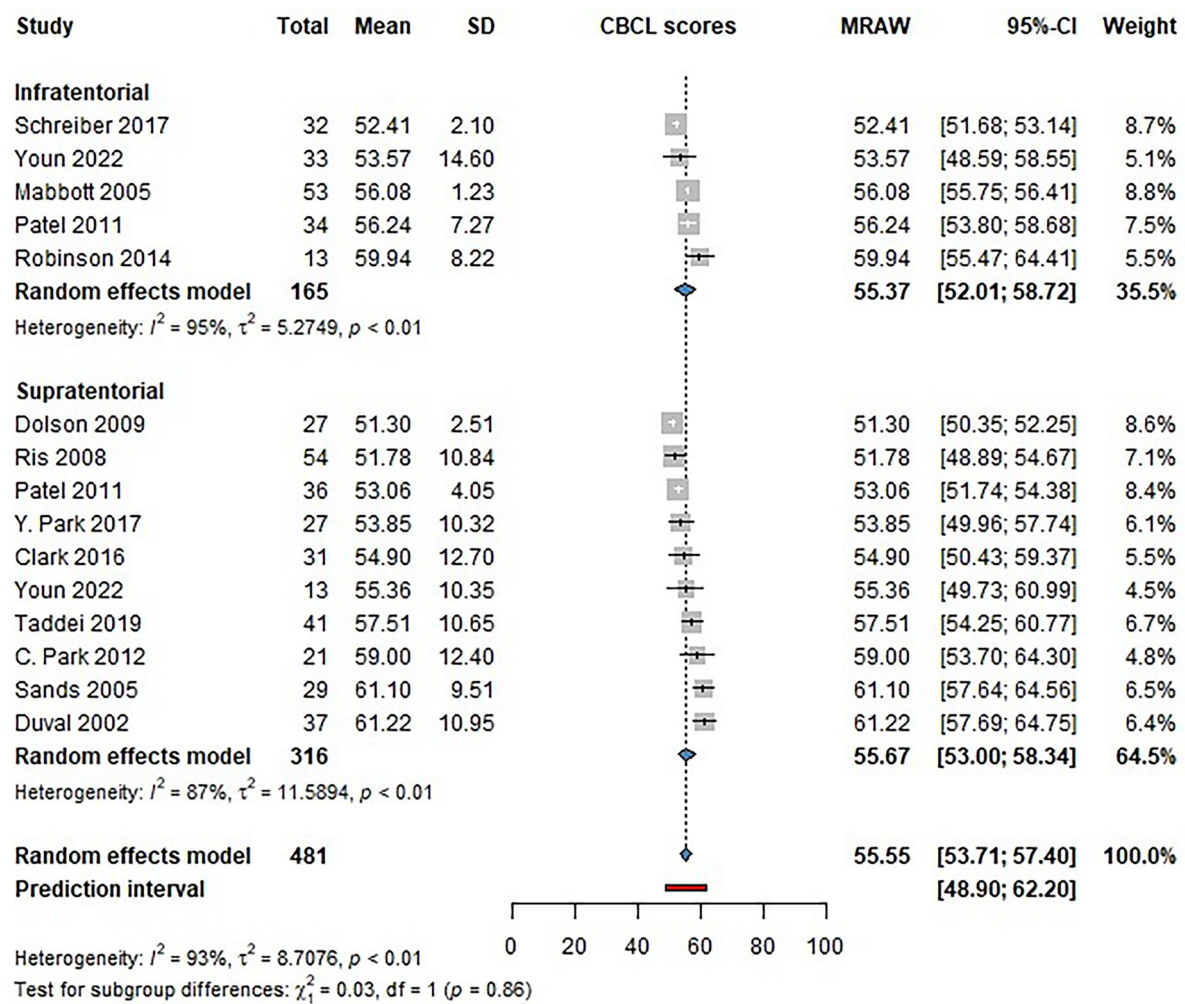 Study Total Mean SD CBCL scores MRAW 95%-CI Weight
Infratentorial
Schreiber 2017 32 52.41 2.10 52.41 [51.68; 53.14] 8.7%
Youn 2022 33 53.57 14.60 53.57 [48.59; 58.55] 5.1%
Mabbott 2005 53 56.08 1.23 56.08 [55.75; 56.41] 8.8%
Patel 2011 34 56.24 7.27 56.24 [53.80; 58.68] 7.5%
Robinson 2014 13 59.94 8.22 59.94 [55.47; 64.41] 5.5%
Random effects model 165 55.37 [52.01; 58.72] 35.5%
Heterogeneity: I² = 95%, τ² = 5.2749, p < 0.01
Supratentorial
Dolson 2009 27 51.30 2.51 51.30 [50.35; 52.25] 8.6%
Ris 2008 54 51.78 10.84 51.78 [48.89; 54.67] 7.1%
Patel 2011 36 53.06 4.05 53.06 [51.74; 54.38] 8.4%
Y. Park 2017 27 53.85 10.32 53.85 [49.96; 57.74] 6.1%
Clark 2016 31 54.90 12.70 54.90 [50.43; 59.37] 5.5%
Youn 2022 13 55.36 10.35 55.36 [49.73; 60.99] 4.5%
Taddei 2019 41 57.51 10.65 57.51 [54.25; 60.77] 6.7%
C. Park 2012 21 59.00 12.40 59.00 [53.70; 64.30] 4.8%
Sands 2005 29 61.10 9.51 61.10 [57.64; 64.56] 6.5%
Duval 2002 37 61.22 10.95 61.22 [57.69; 64.75] 6.4%
Random effects model 316 55.67 [53.00; 58.34] 64.5%
Heterogeneity: I² = 87%, τ² = 11.5894, p < 0.01
Random effects model 481 55.55 [53.71; 57.40] 100.0%
Prediction interval [48.90; 62.20]
0 20 40 60 80 100
Heterogeneity: I² = 93%, τ² = 8.7076, p < 0.01
Test for subgroup differences: χ²₁ = 0.03, df = 1 (p = 0.86)